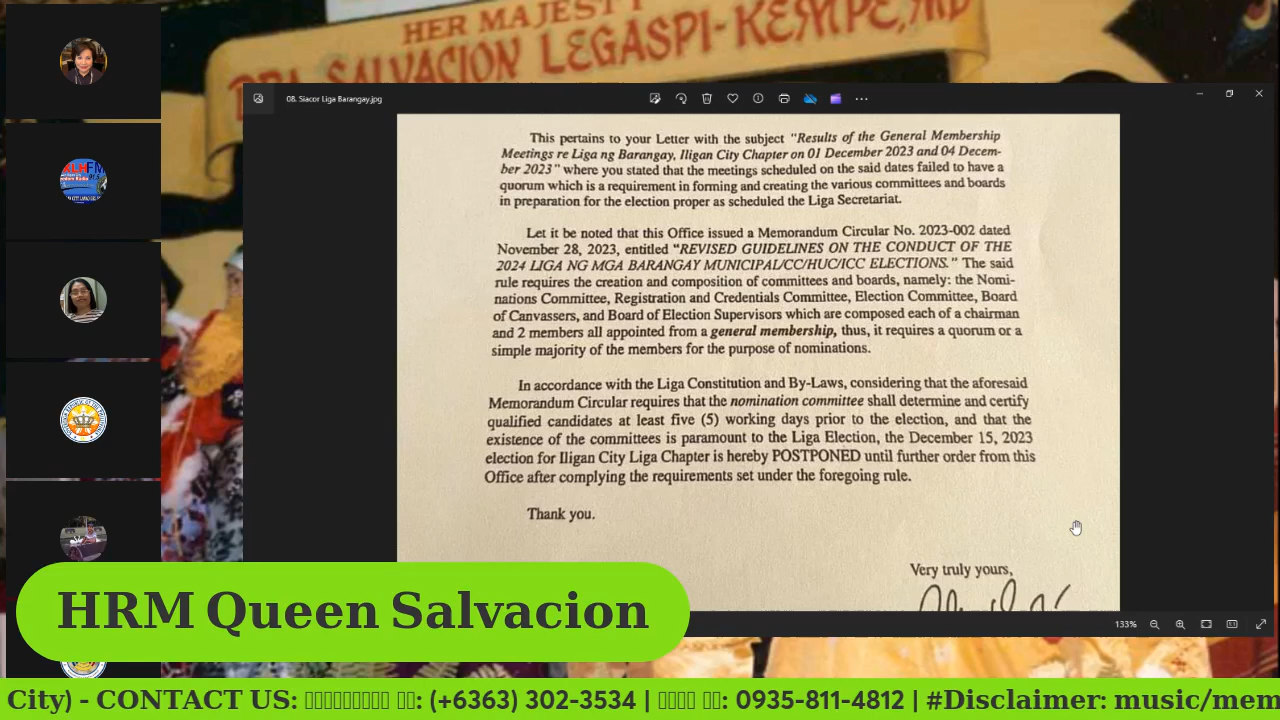 HER MAJESTY
SALVACION LEGASPI-KEMPE, MD
08. Siacor Liga Barangay.jpg
This pertains to your Letter with the subject "Results of the General Membership
Meetings re Liga ng Barangay, Iligan City Chapter on 01 December 2023 and 04 Decem-
ber 2023" where you stated that the meetings scheduled on the said dates failed to have a
quorum which is a requirement in forming and creating the various committees and boards
in preparation for the election proper as scheduled the Liga Secretariat.
Let it be noted that this Office issued a Memorandum Circular No. 2023-002 dated
November 28, 2023, entitled "REVISED GUIDELINES ON THE CONDUCT OF THE
2024 LIGA NG MGA BARANGAY MUNICIPAL/CC/HUC/ICC ELECTIONS." The said
rule requires the creation and composition of committees and boards, namely: the Nomi-
nations Committee, Registration and Credentials Committee, Election Committee, Board
of Canvassers, and Board of Election Supervisors which are composed each of a chairman
and 2 members all appointed from a general membership, thus, it requires a quorum or a
simple majority of the members for the purpose of nominations.
In accordance with the Liga Constitution and By-Laws, considering that the aforesaid
Memorandum Circular requires that the nomination committee shall determine and certify
qualified candidates at least five (5) working days prior to the election, and that the
existence of the committees is paramount to the Liga Election, the December 15, 2023
election for Iligan City Liga Chapter is hereby POSTPONED until further order from this
Office after complying the requirements set under the foregoing rule.
Thank you.
Very truly yours,
133%
HRM Queen Salvacion
City) - CONTACT US: (+6363) 302-3534 | 0935-811-4812 | #Disclaimer: music/mem